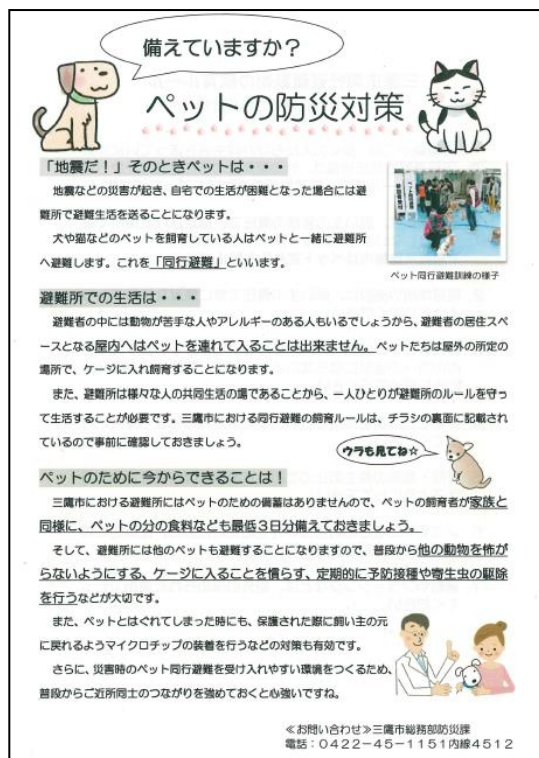 備えていますか？
ペットの防災対策
「地震だ！」そのときペットは・・・
地震などの災害が起き、自宅での生活が困難となった場合には避
難所で避難生活を送ることになります。
犬や猫などのペットを飼育している人はペットと一緒に避難所
へ避難します。これを「同行避難」といいます。
ペット同行避難訓練の様子
避難所での生活は・・・
避難者の中には動物が苦手な人やアレルギーのある人もいるでしょうから、避難者の居住スペ
ースとなる屋内へはペットを連れて入ることは出来ません。ペットたちは屋外の所定の
場所で、ケージに入れ飼育することになります。
また、避難所は様々な人の共同生活の場であることから、一人ひとりが避難所のルールを守っ
て生活することが必要です。三鷹市における同行避難の飼育ルールは、チラシの裏面に記載され
ているので事前に確認しておきましょう。
ウラも見てね☆
ペットのために今からできることは！
三鷹市における避難所にはペットのための備蓄はありませんので、ペットの飼育者が家族と
同様に、ペットの分の食料なども最低３日分備えておきましょう。
そして、避難所には他のペットも避難することになりますので、普段から他の動物を怖が
らないようにする、ケージに入ることを慣らす、定期的に予防接種や寄生虫の駆除
を行うなどが大切です。
また、ペットとはぐれてしまった時にも、保護された際に飼い主の元
に戻れるようマイクロチップの装着を行うなどの対策も有効です。
さらに、災害時のペット同行避難を受け入れやすい環境をつくるため、
普段からご近所同士のつながりを強めておくと心強いですね。
≪お問い合わせ≫三鷹市総務部防災課
電話：０４２２－４５－１１５１内線４５１２